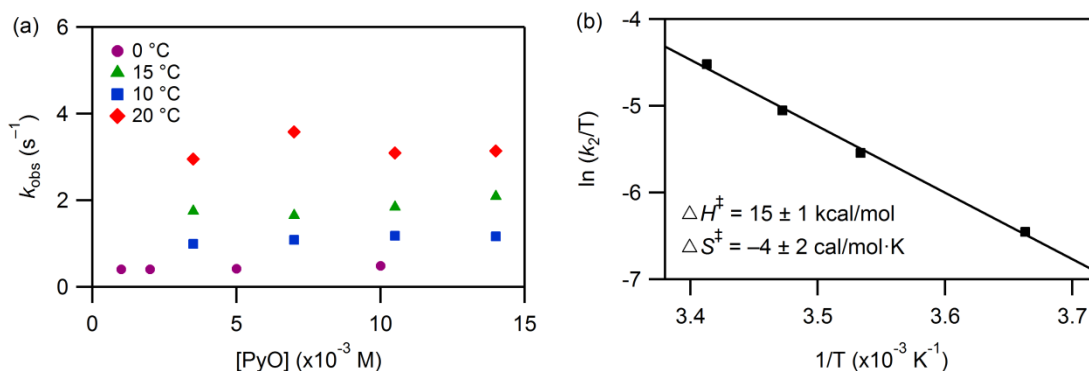 (a)
6
4
2
0
k_obs (s⁻¹)
0 °C
15 °C
10 °C
20 °C
0 5 10 15
[PyO] (x10⁻³ M)
(b)
-4
-5
-6
-7
ln (k₂/T)
△H‡ = 15 ± 1 kcal/mol
△S‡ = –4 ± 2 cal/mol·K
3.4 3.5 3.6 3.7
1/T (x10⁻³ K⁻¹)